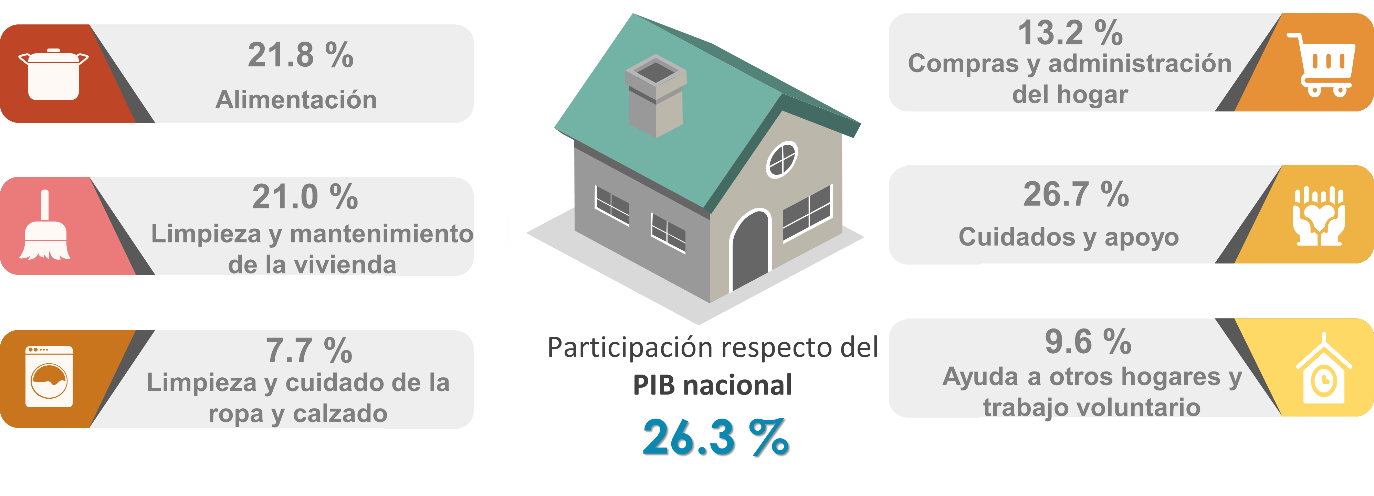 21.8 %
Alimentación
21.0 %
Limpieza y mantenimiento
de la vivienda
7.7 %
Limpieza y cuidado de la
ropa y calzado
Participación respecto del
PIB nacional
26.3 %
13.2 %
Compras y administración
del hogar
26.7 %
Cuidados y apoyo
9.6 %
Ayuda a otros hogares y
trabajo voluntario